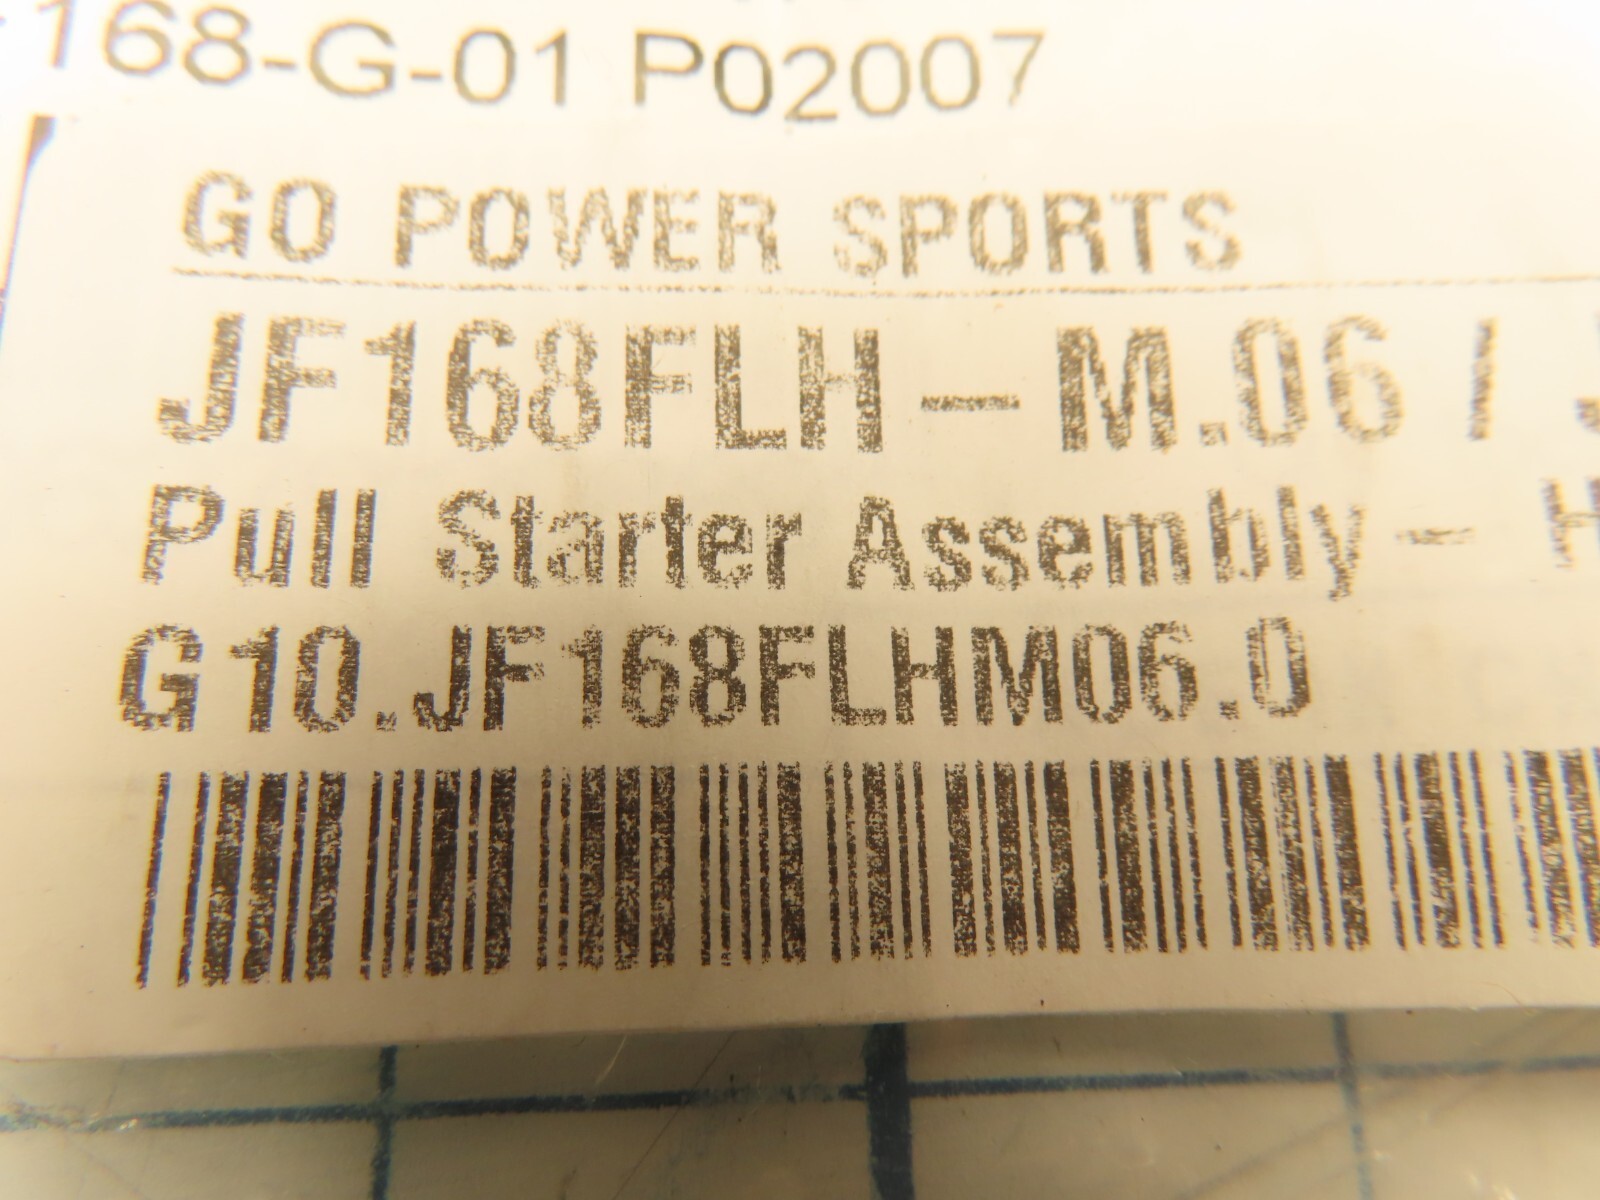 168-G-01 P02007
GO POWER SPORTS
JF168FLH - M.06 / J
Pull Starter Assembly - H
G10.JF168FLHM06.0